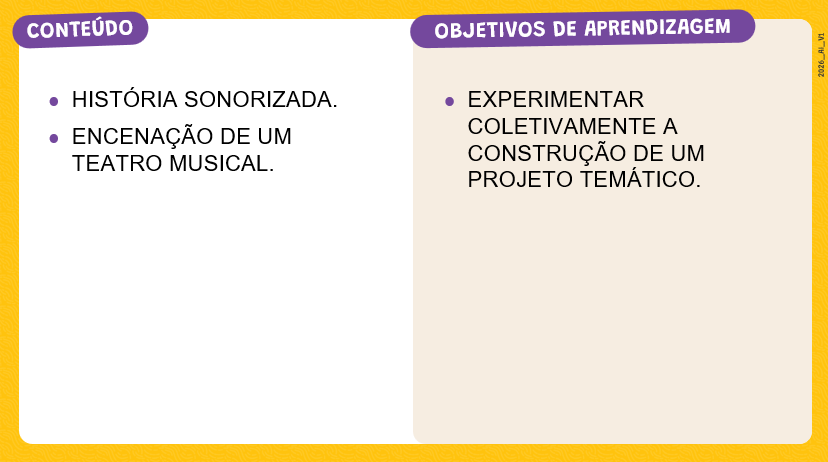 CONTEÚDO
HISTÓRIA SONORIZADA.
ENCENAÇÃO DE UM
TEATRO MUSICAL.
OBJETIVOS DE APRENDIZAGEM
EXPERIMENTAR
COLETIVAMENTE A
CONSTRUÇÃO DE UM
PROJETO TEMÁTICO.
2026_AI_V1